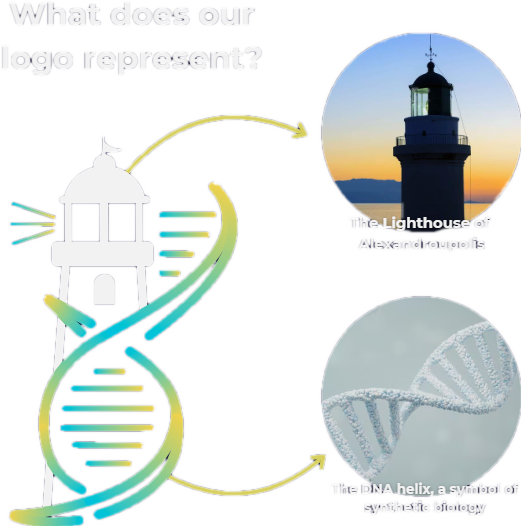 What does our
logo represent?
The Lighthouse of
Alexandroupolis
The DNA helix, a symbol of
synthetic biology